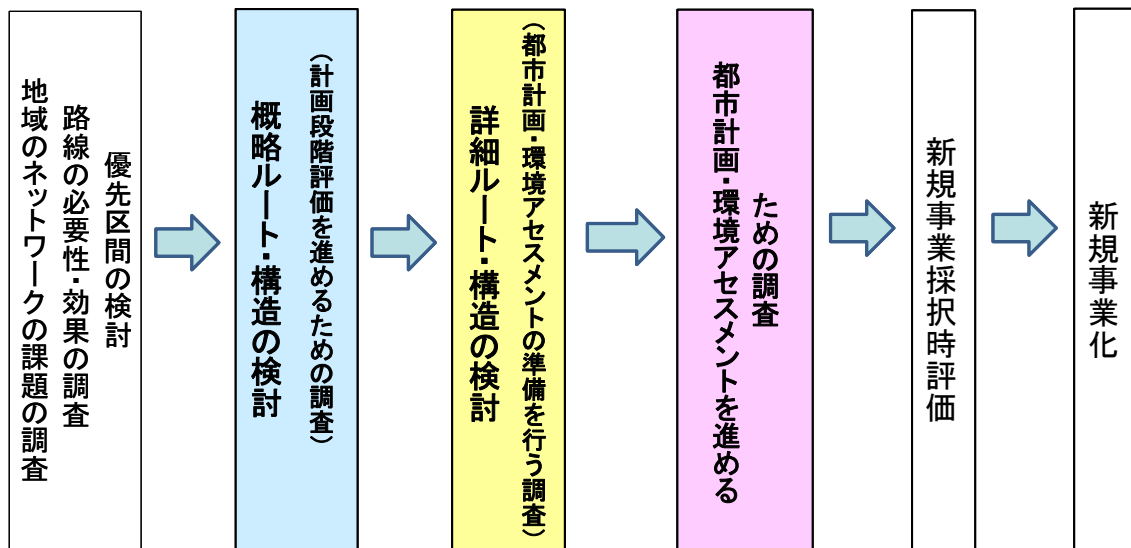 地域のネットワークの課題の調査
路線の必要性・効果の調査
優先区間の検討
概略ルート・構造の検討
（計画段階評価を進めるための調査）
詳細ルート・構造の検討
（都市計画・環境アセスメントの準備を行う調査）
都市計画・環境アセスメントを進める
ための調査
新規事業採択時評価
新規事業化